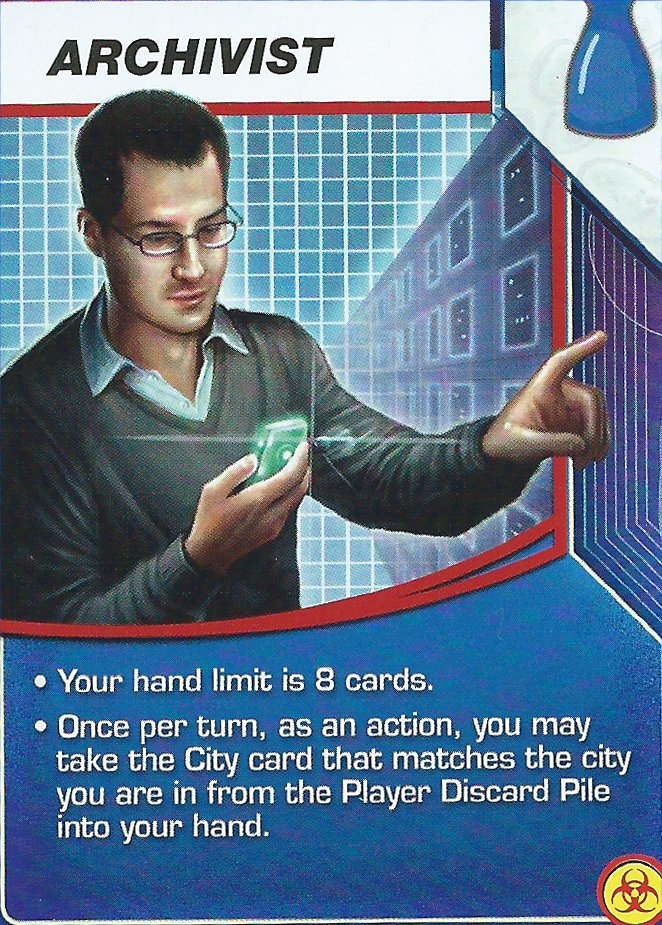 ARCHIVIST
• Your hand limit is 8 cards.
• Once per turn, as an action, you may
take the City card that matches the city
you are in from the Player Discard Pile
into your hand.